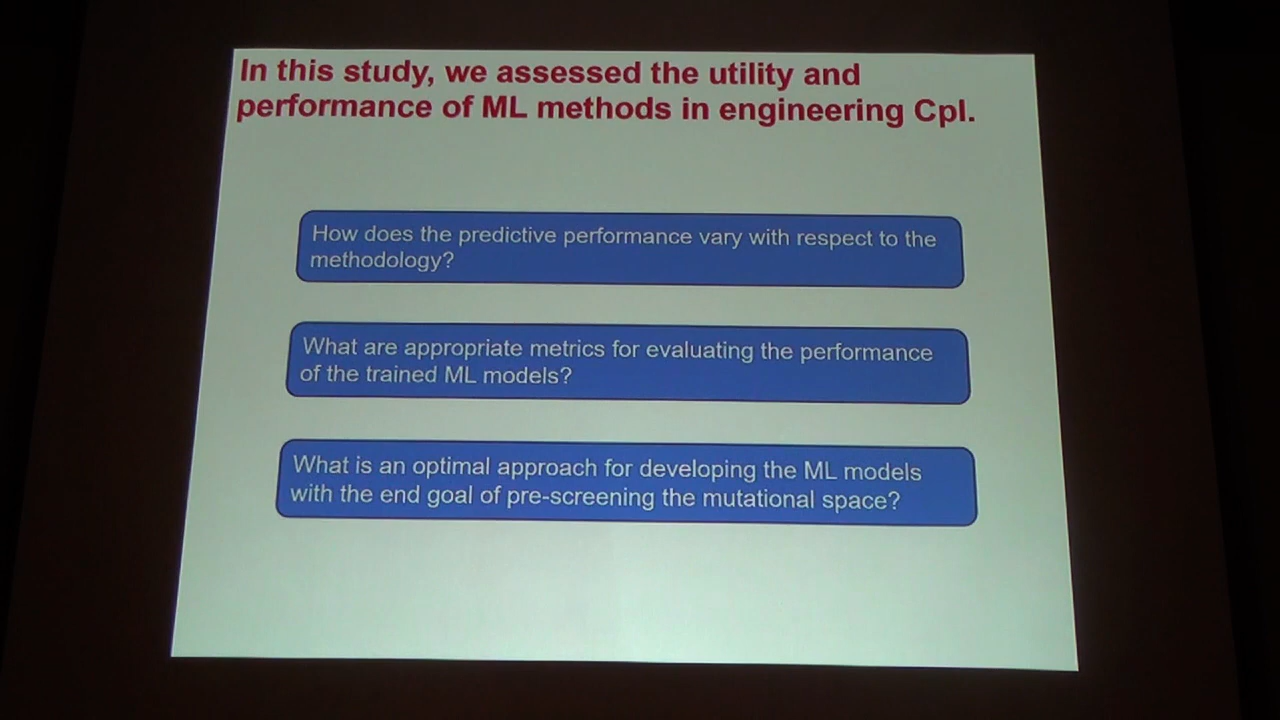 In this study, we assessed the utility and
performance of ML methods in engineering CpI.
How does the predictive performance vary with respect to the
methodology?
What are appropriate metrics for evaluating the performance
of the trained ML models?
What is an optimal approach for developing the ML models
with the end goal of pre-screening the mutational space?